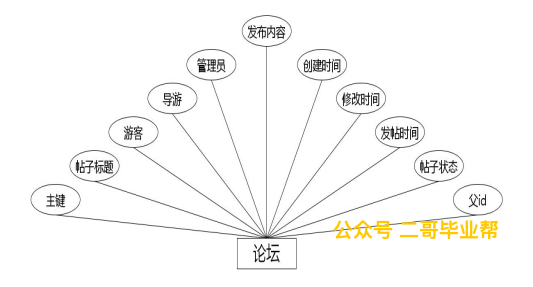 发布内容
管理员
创建时间
导游
修改时间
游客
发帖时间
帖子标题
帖子状态
主键
父id
公众号 二哥毕业帮
论坛